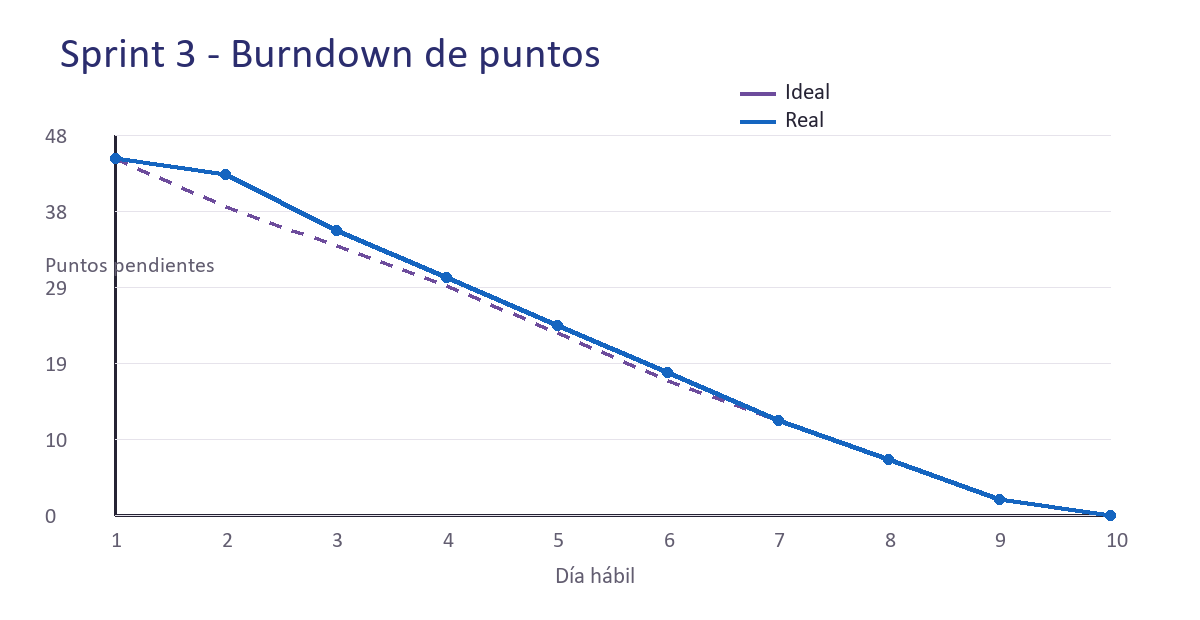 Sprint 3 - Burndown de puntos
Ideal
Real
48
38
Puntos pendientes
29
19
10
0
1 2 3 4 5 6 7 8 9 10
Día hábil